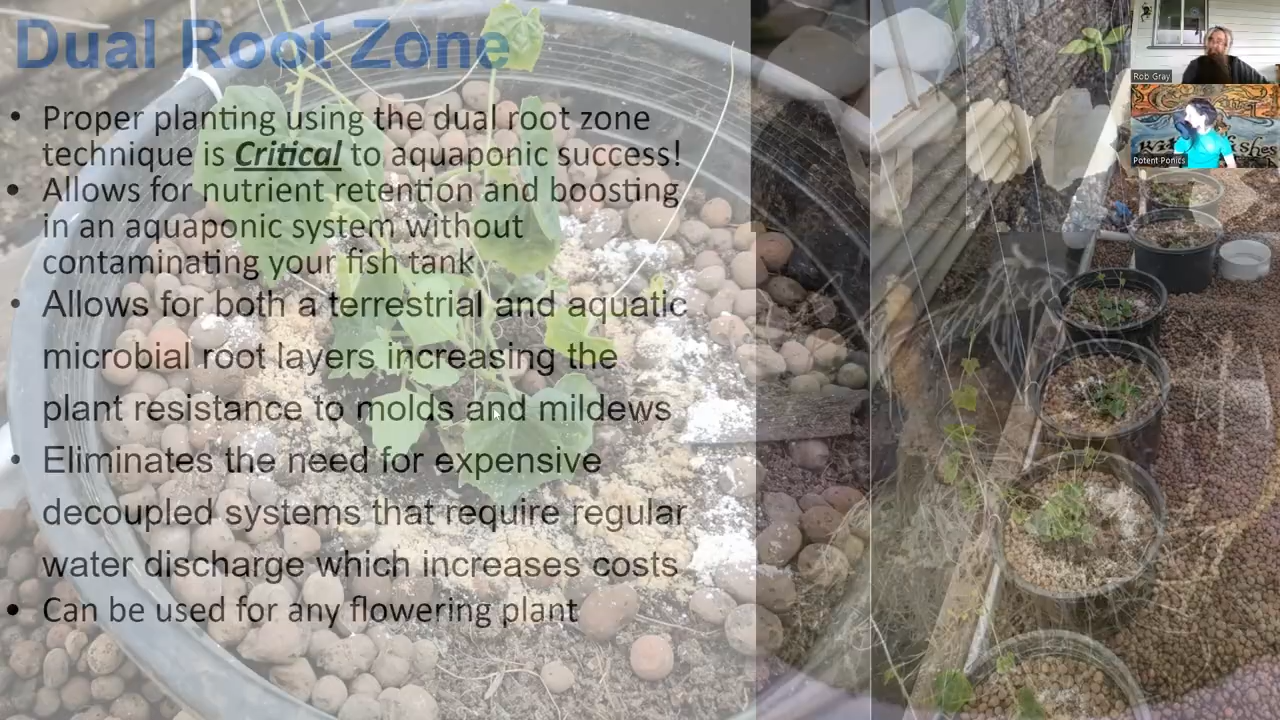 Dual Root Zone
• Proper planting using the dual root zone
technique is Critical to aquaponic success!
• Allows for nutrient retention and boosting
in an aquaponic system without
contaminating your fish tank
• Allows for both a terrestrial and aquatic
microbial root layers increasing the
plant resistance to molds and mildews
• Eliminates the need for expensive
decoupled systems that require regular
water discharge which increases costs
• Can be used for any flowering plant
Rob Gray
Potent Ponics